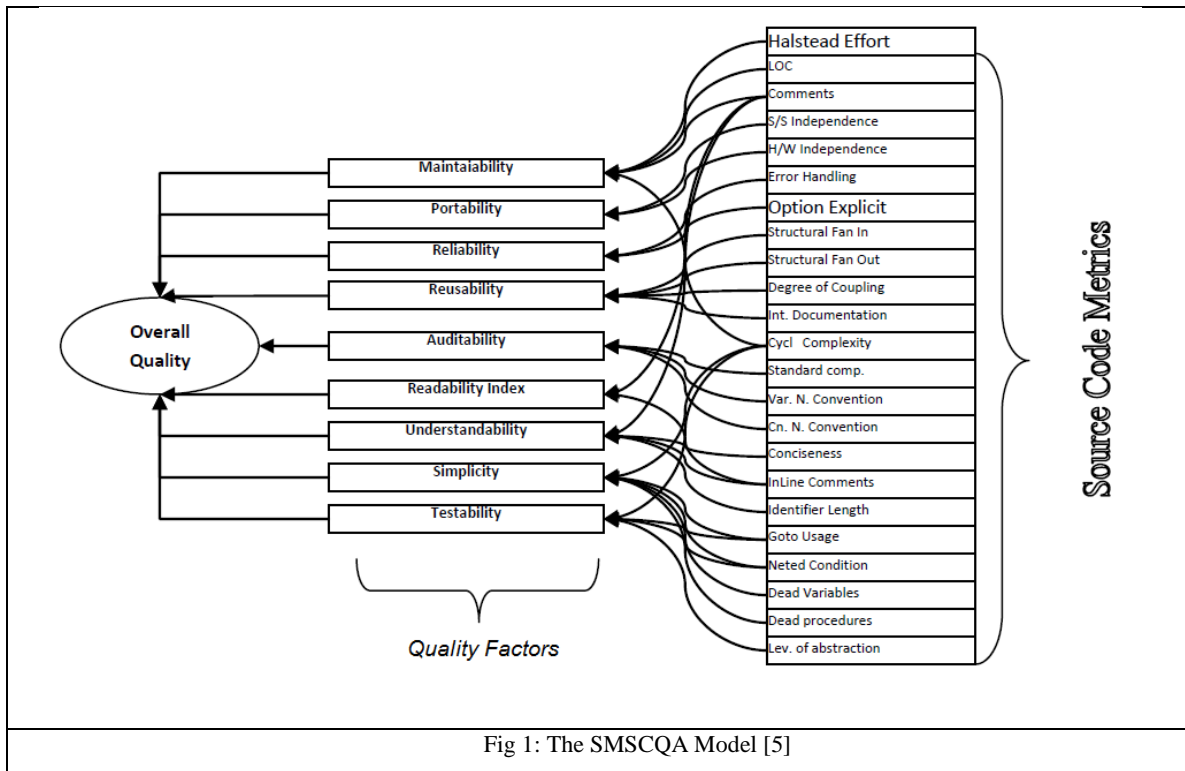 Halstead Effort
LOC
Comments
S/S Independence
H/W Independence
Error Handling
Option Explicit
Structural Fan In
Structural Fan Out
Degree of Coupling
Int. Documentation
Cycl Complexity
Standard comp.
Var. N. Convention
Cn. N. Convention
Conciseness
InLine Comments
Identifier Length
Goto Usage
Neted Condition
Dead Variables
Dead procedures
Lev. of abstraction
Maintaiability
Portability
Reliability
Reusability
Auditability
Readability Index
Understandability
Simplicity
Testability
Overall
Quality
Quality Factors
Source Code Metrics
Fig 1: The SMSCQA Model [5]